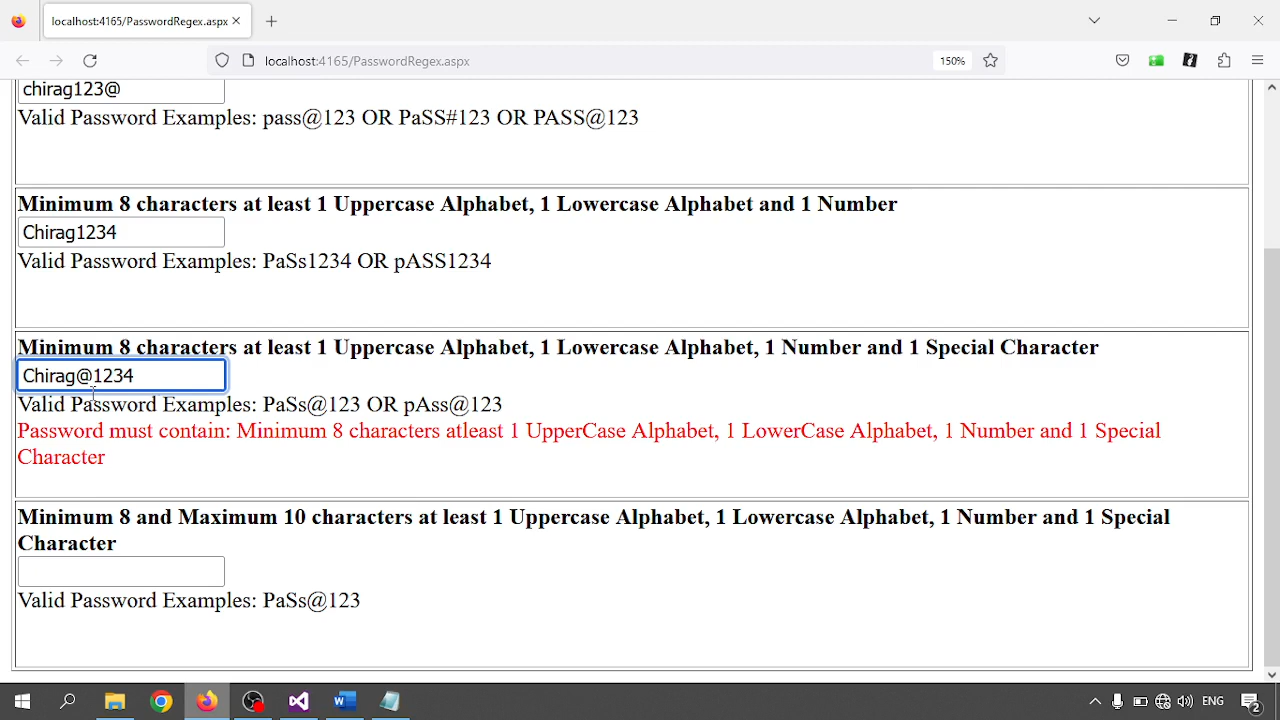 localhost:4165/PasswordRegex.aspx
localhost:4165/PasswordRegex.aspx
150%
chirag123@
Valid Password Examples: pass@123 OR PaSS#123 OR PASS@123
Minimum 8 characters at least 1 Uppercase Alphabet, 1 Lowercase Alphabet and 1 Number
Chirag1234
Valid Password Examples: PaSs1234 OR pASS1234
Minimum 8 characters at least 1 Uppercase Alphabet, 1 Lowercase Alphabet, 1 Number and 1 Special Character
Chirag@1234
Valid Password Examples: PaSs@123 OR pAss@123
Password must contain: Minimum 8 characters atleast 1 UpperCase Alphabet, 1 LowerCase Alphabet, 1 Number and 1 Special
Character
Minimum 8 and Maximum 10 characters at least 1 Uppercase Alphabet, 1 Lowercase Alphabet, 1 Number and 1 Special
Character
Valid Password Examples: PaSs@123
ENG
2